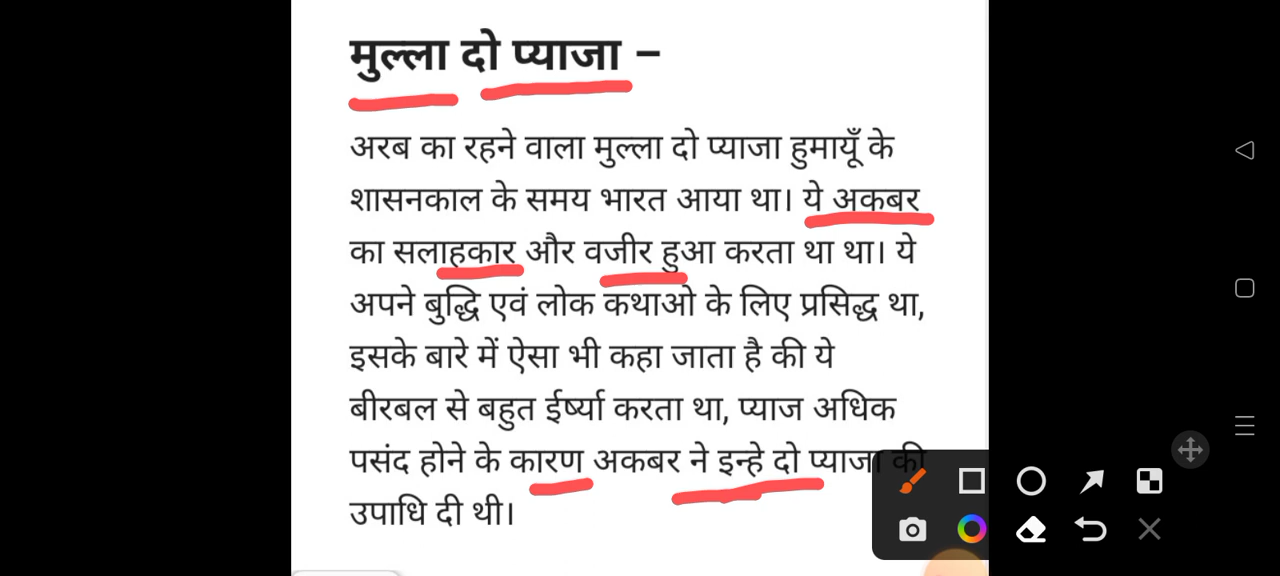 मुल्ला दो प्याजा –
अरब का रहने वाला मुल्ला दो प्याजा हुमायूँ के
शासनकाल के समय भारत आया था। ये अकबर
का सलाहकार और वजीर हुआ करता था था। ये
अपने बुद्धि एवं लोक कथाओ के लिए प्रसिद्ध था,
इसके बारे में ऐसा भी कहा जाता है की ये
बीरबल से बहुत ईर्ष्या करता था, प्याज अधिक
पसंद होने के कारण अकबर ने इन्हे दो प्याजा की
उपाधि दी थी।